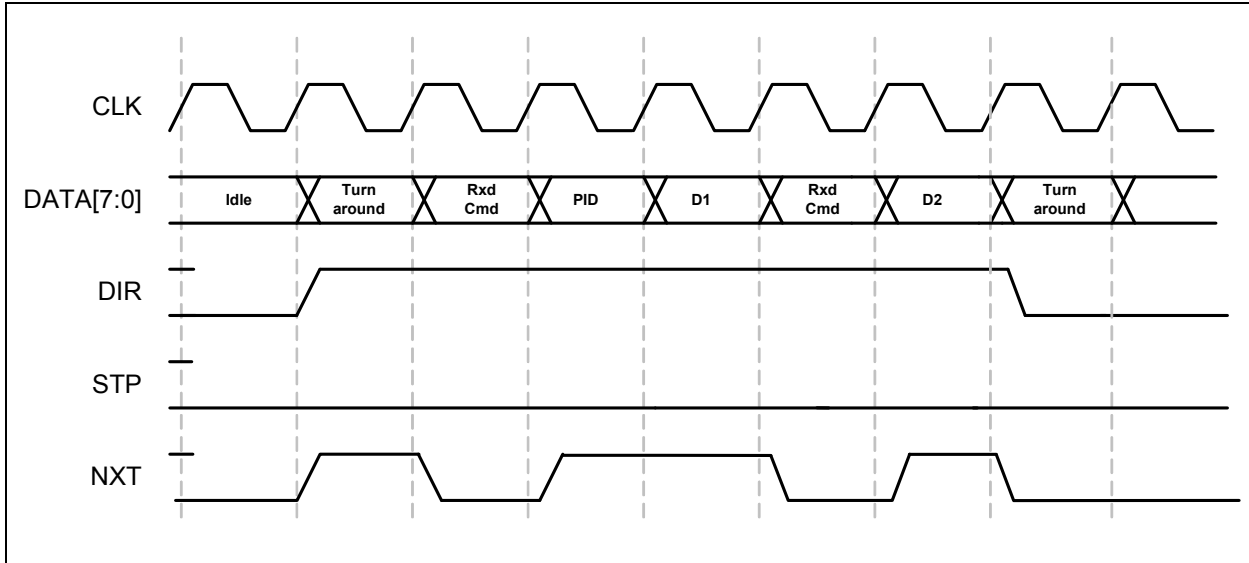 CLK
DATA[7:0]
Idle
Turn
around
Rxd
Cmd
PID
D1
Rxd
Cmd
D2
Turn
around
DIR
STP
NXT